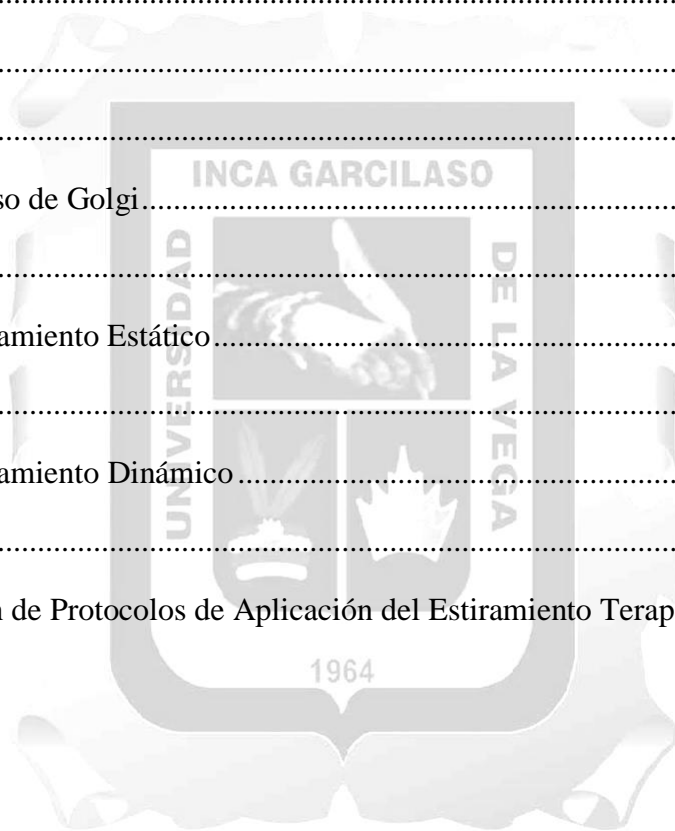 ................................................................................
................................................................................
................................................................................
INCA GARCILASO
so de Golgi................................................................
................................................................................
UNIVERSIDAD
DE LA VEGA
amiento Estático................................................................
................................................................................
amiento Dinámico................................................................
................................................................................
de Protocolos de Aplicación del Estiramiento Terap
1964